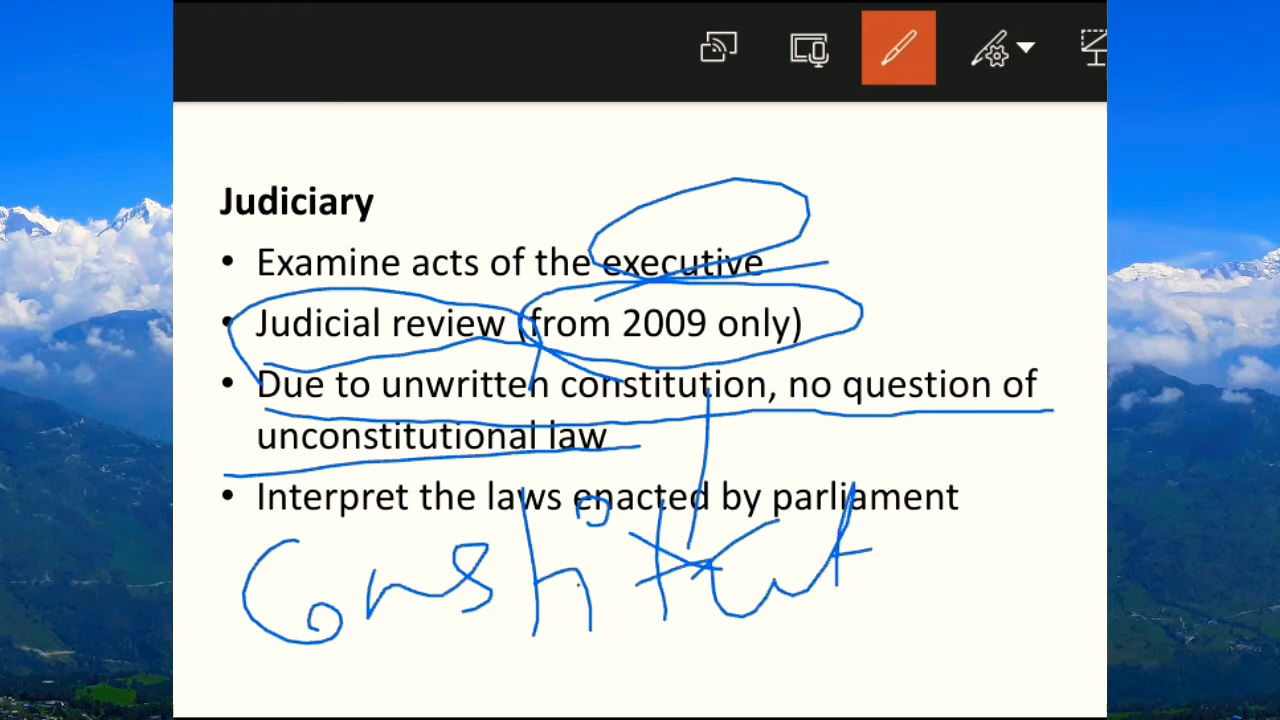 Judiciary
• Examine acts of the executive
• Judicial review (from 2009 only)
• Due to unwritten constitution, no question of
unconstitutional law
• Interpret the laws enacted by parliament